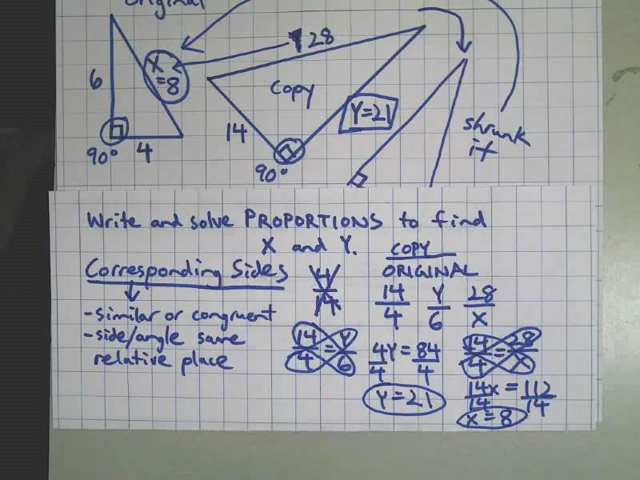 Original
28
X
=8
6
Copy
Y=21
14
shrunk
it
90°
4
90°
Write and solve PROPORTIONS to find
X and Y.
COPY
ORIGINAL
Corresponding Sides
14
14 Y 28
4 6 X
-similar or congruent
-side/angle same
relative place
14 = Y
4 6
4Y = 84
4 4
14 = 28
4 X
Y=21
14x = 112
14 14
X=8